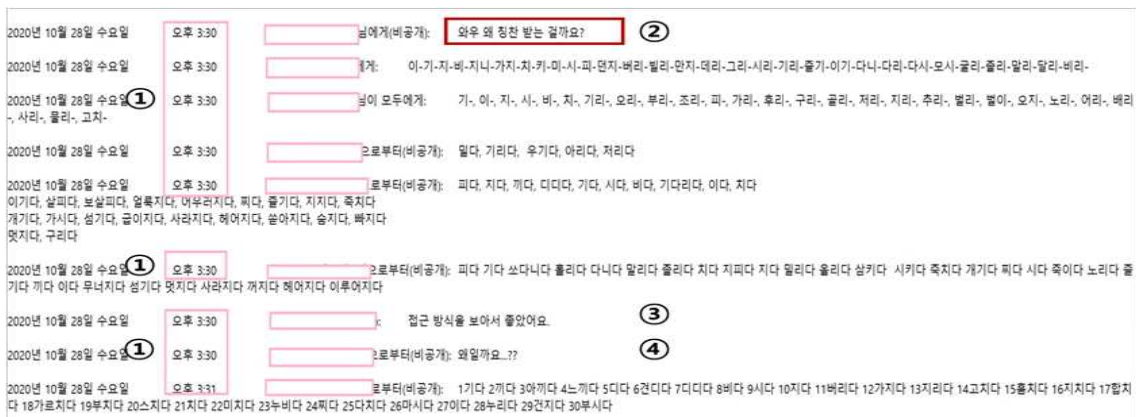 2020년 10월 28일 수요일 오후 3:30 님에게(비공개): 와우 왜 칭찬 받는 걸까요? ②
2020년 10월 28일 수요일 오후 3:30 에게: 이-기-지-비-지니-가지-치-키-미-시-피-던지-버리-빌리-만지-데리-그리-시리-기리-즐기-이기-다니-다리-다시-모시-굴리-졸리-말리-달리-비리-
2020년 10월 28일 수요일 ① 오후 3:30 님이 모두에게: 기-, 이-, 지-, 시-, 비-, 치-, 기리-, 오리-, 부리-, 조리-, 피-, 가리-, 후리-, 구리-, 골리-, 저리-, 지리-, 추리-, 벌리-, 벌이-, 오지-, 노리-, 어리-, 배리
-, 사리-, 물리-, 고치-
2020년 10월 28일 수요일 오후 3:30 으로부터(비공개): 밀다, 기리다, 우기다, 아리다, 저리다
2020년 10월 28일 수요일 오후 3:30 로부터(비공개): 피다, 지다, 끼다, 디디다, 기다, 시다, 비다, 기다리다, 이다, 치다
이기다, 살피다, 보살피다, 얼룩지다, 어우러지다, 찌다, 즐기다, 지지다, 죽치다
개기다, 가시다, 섬기다, 굽이지다, 사라지다, 헤어지다, 쏟아지다, 숨지다, 빠지다
멋지다, 구리다
2020년 10월 28일 수요일 ① 오후 3:30 으로부터(비공개): 피다 기다 쏘다니다 홀리다 다니다 말리다 졸리다 치다 지피다 지다 밀리다 울리다 삼키다 시키다 죽치다 개기다 찌다 시다 죽이다 노리다 즐
기다 끼다 이다 무너지다 섬기다 멋지다 사라지다 꺼지다 헤어지다 이루어지다
2020년 10월 28일 수요일 오후 3:30 : 접근 방식을 보아서 좋았어요. ③
2020년 10월 28일 수요일 ① 오후 3:30 으로부터(비공개): 왜일까요...?? ④
2020년 10월 28일 수요일 오후 3:31 로부터(비공개): 1기다 2끼다 3아끼다 4느끼다 5디다 6견디다 7디디다 8비다 9시다 10지다 11버리다 12가지다 13지리다 14고치다 15훔치다 16지치다 17합치
다 18가르치다 19부치다 20스치다 21치다 22미치다 23누비다 24찌다 25다치다 26마시다 27이다 28누리다 29건지다 30부시다